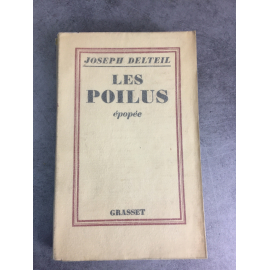 JOSEPH DELTEIL
LES
POILUS
épopée
GRASSET